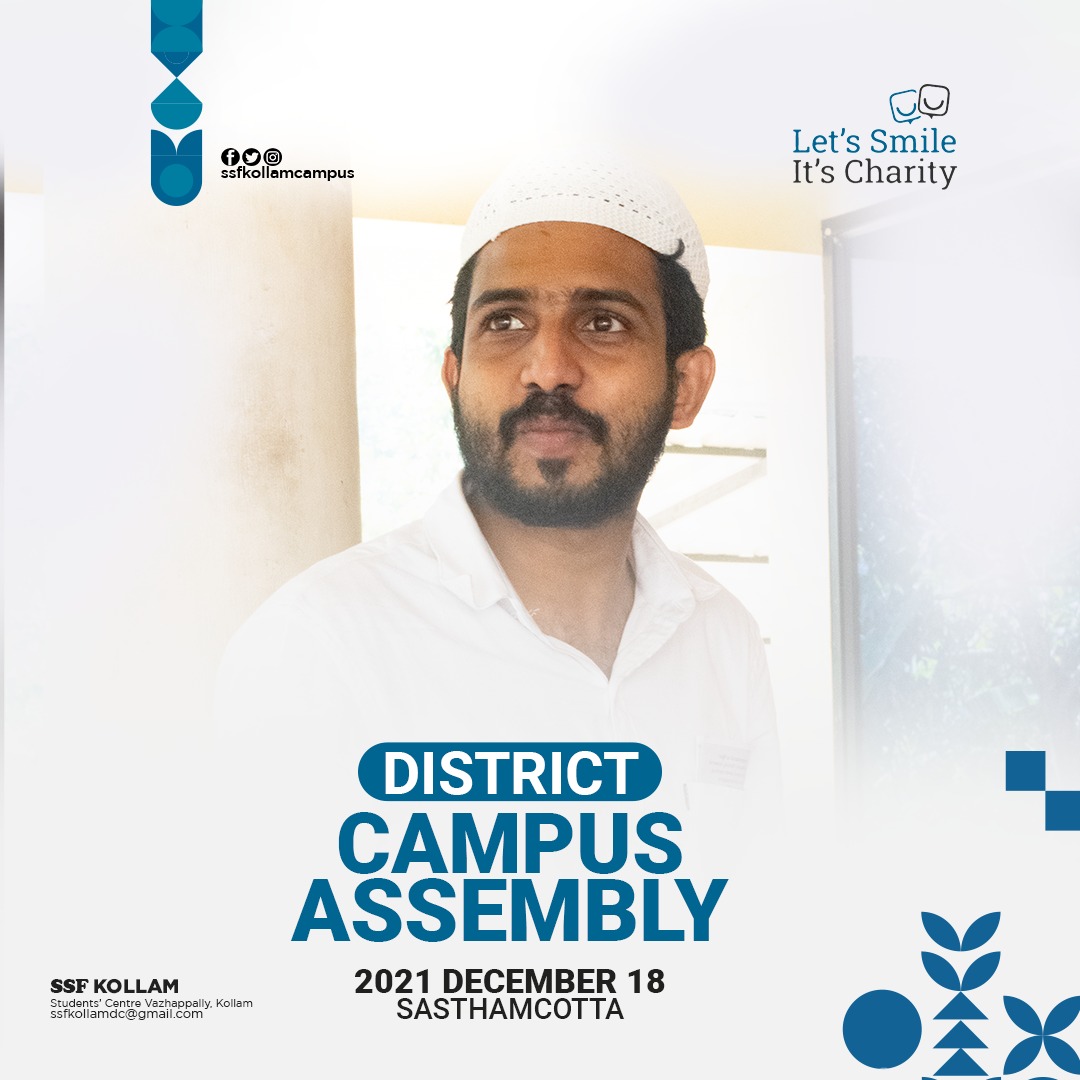 ssfkollamcampus
Let's Smile
It's Charity
DISTRICT
CAMPUS
ASSEMBLY
2021 DECEMBER 18
SASTHAMCOTTA
SSF KOLLAM
Students' Centre Vazhappally, Kollam
ssfkollamdc@gmail.com